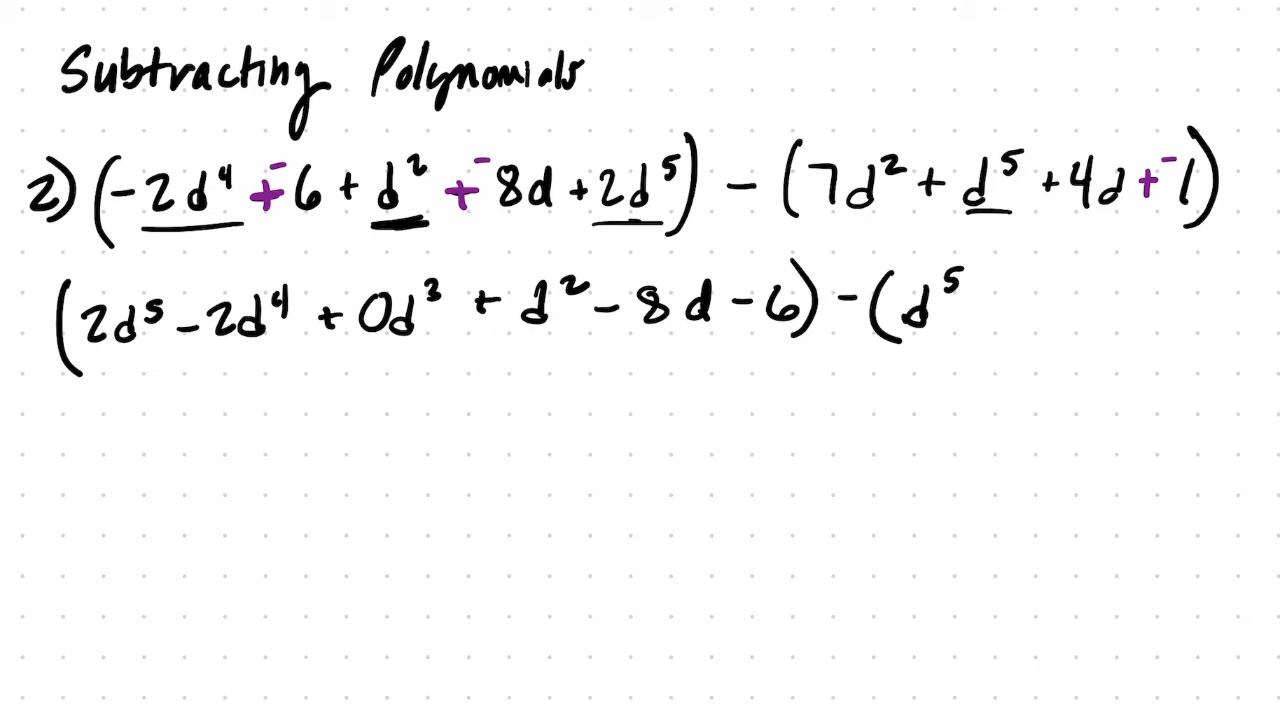 Subtracting Polynomials
2) (-2d⁴ +⁻6 + d² +⁻8d + 2d⁵) - (7d² + d⁵ + 4d +⁻1)
(2d⁵ - 2d⁴ + 0d³ + d² - 8d - 6) - (d⁵